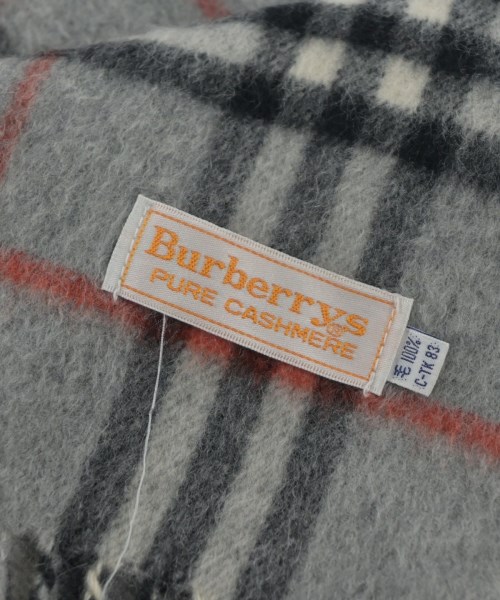 Burberrys
PURE CASHMERE
毛 100%
C-TK 83